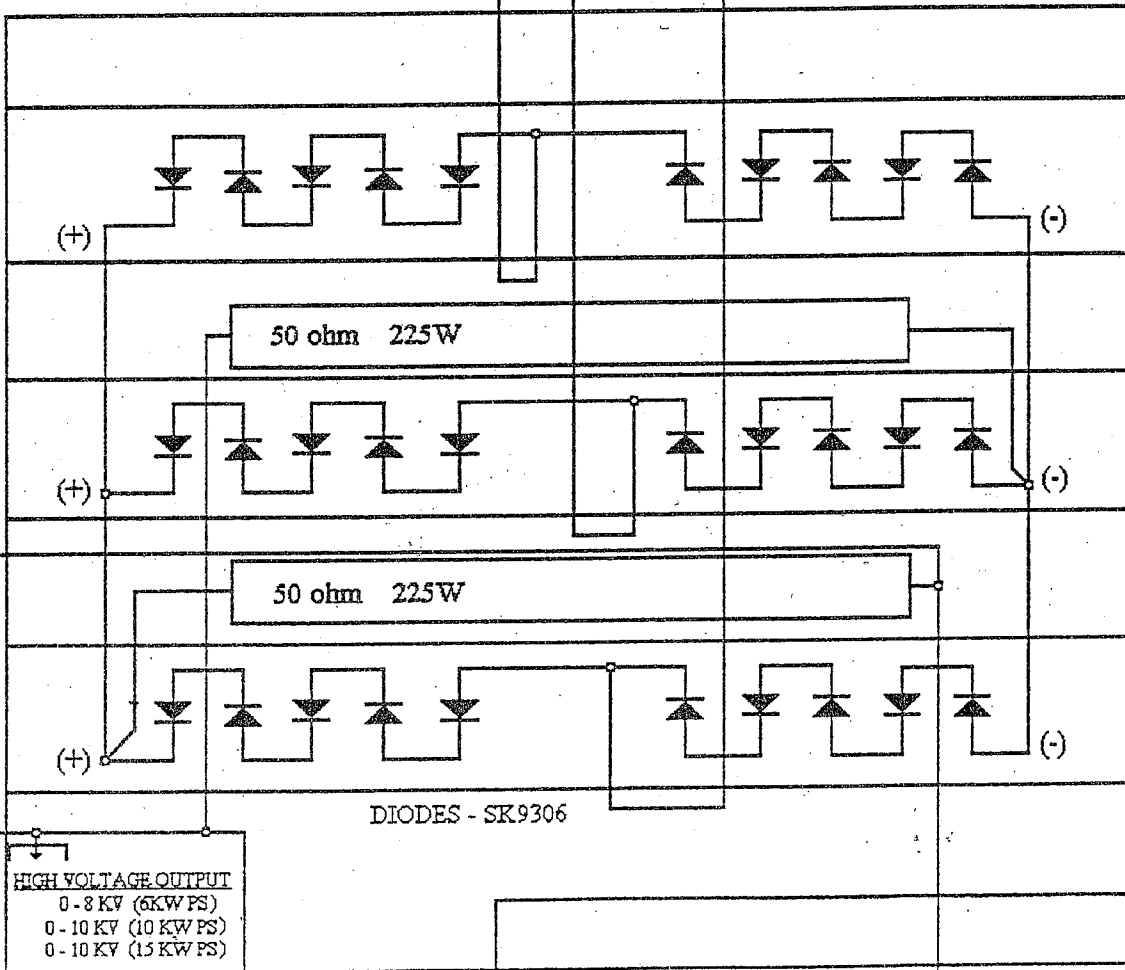 (+)
(-)
50 ohm 225W
(+)
(-)
50 ohm 225W
(+)
(-)
DIODES - SK9306
HIGH VOLTAGE OUTPUT
0-8 KV (6KW PS)
0-10 KV (10 KW PS)
0-10 KV (15 KW PS)